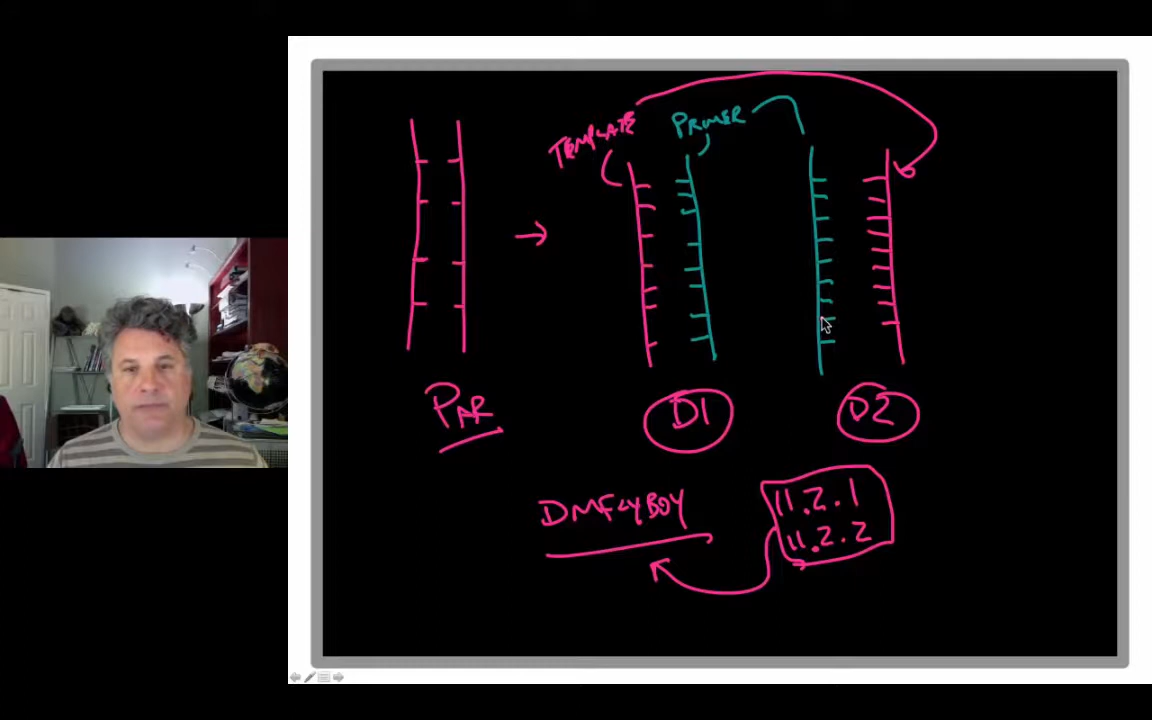 TEMPLATE
PRIMER
PAR
D1
D2
DMFLYBOY
11.2.1
11.2.2